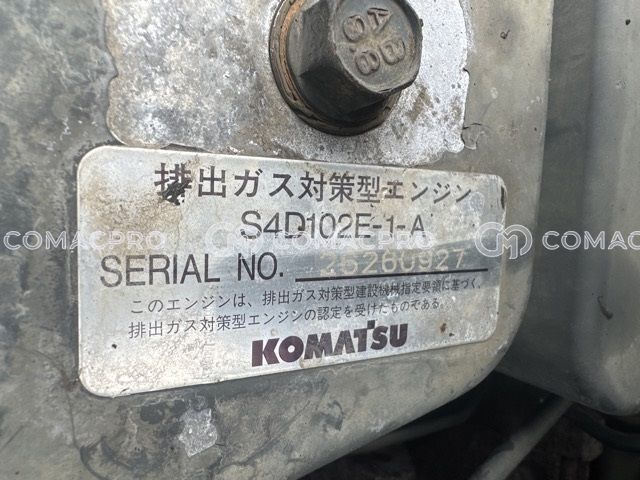 排出ガス対策型エンジン
S4D102E-1-A
SERIAL NO. 26260927
このエンジンは、排出ガス対策型建設機械指定要領に基づく、
排出ガス対策型エンジンの認定を受けたものである。
KOMATSU
COMACPRO COMACPRO COMACPRO